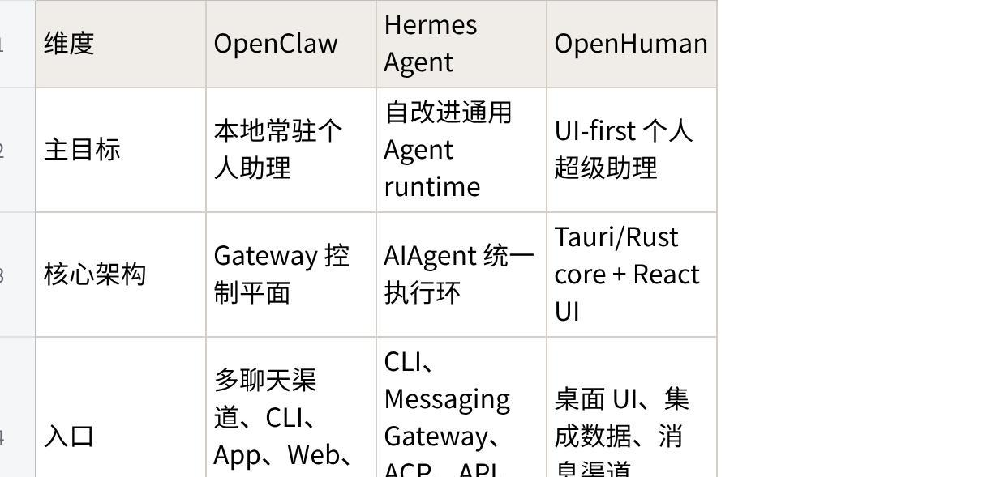 1
维度
OpenClaw
Hermes
Agent
OpenHuman
2
主目标
本地常驻个
人助理
自改进通用
Agent
runtime
UI-first 个人
超级助理
3
核心架构
Gateway 控
制平面
AIAgent 统一
执行环
Tauri/Rust
core + React
UI
4
入口
多聊天渠
道、CLI、
App、Web、
CLI、
Messaging
Gateway、
ACP、API
桌面 UI、集
成数据、消
息渠道